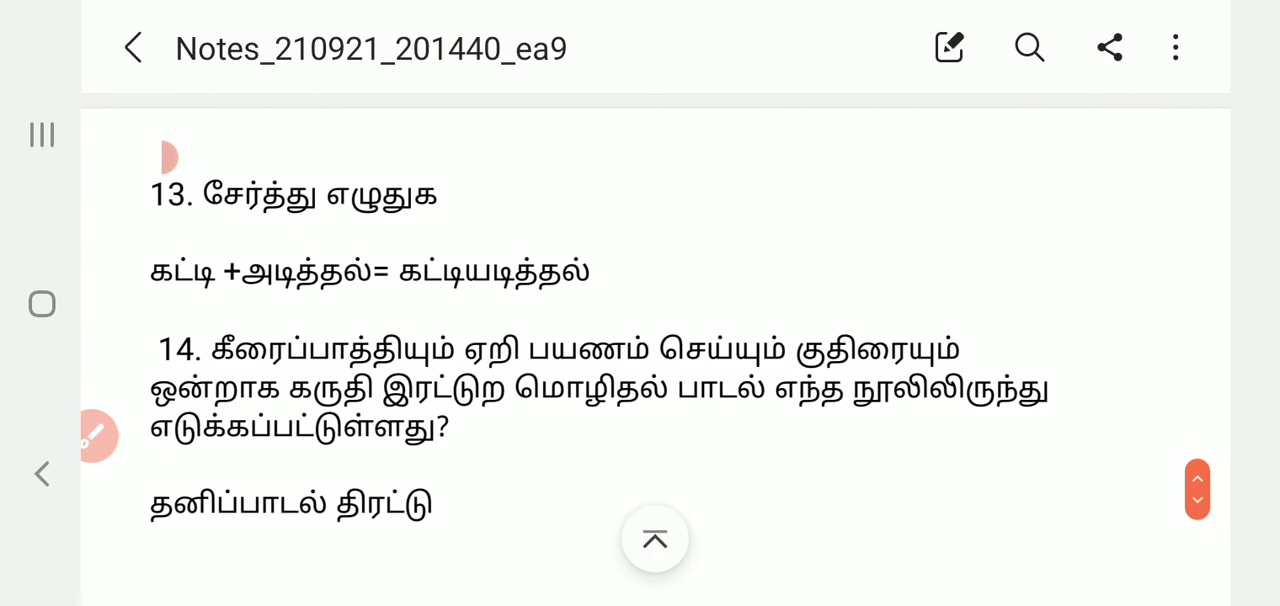 Notes_210921_201440_ea9
13. சேர்த்து எழுதுக
கட்டி +அடித்தல்= கட்டியடித்தல்
14. கீரைப்பாத்தியும் ஏறி பயணம் செய்யும் குதிரையும்
ஒன்றாக கருதி இரட்டுற மொழிதல் பாடல் எந்த நூலிலிருந்து
எடுக்கப்பட்டுள்ளது?
தனிப்பாடல் திரட்டு